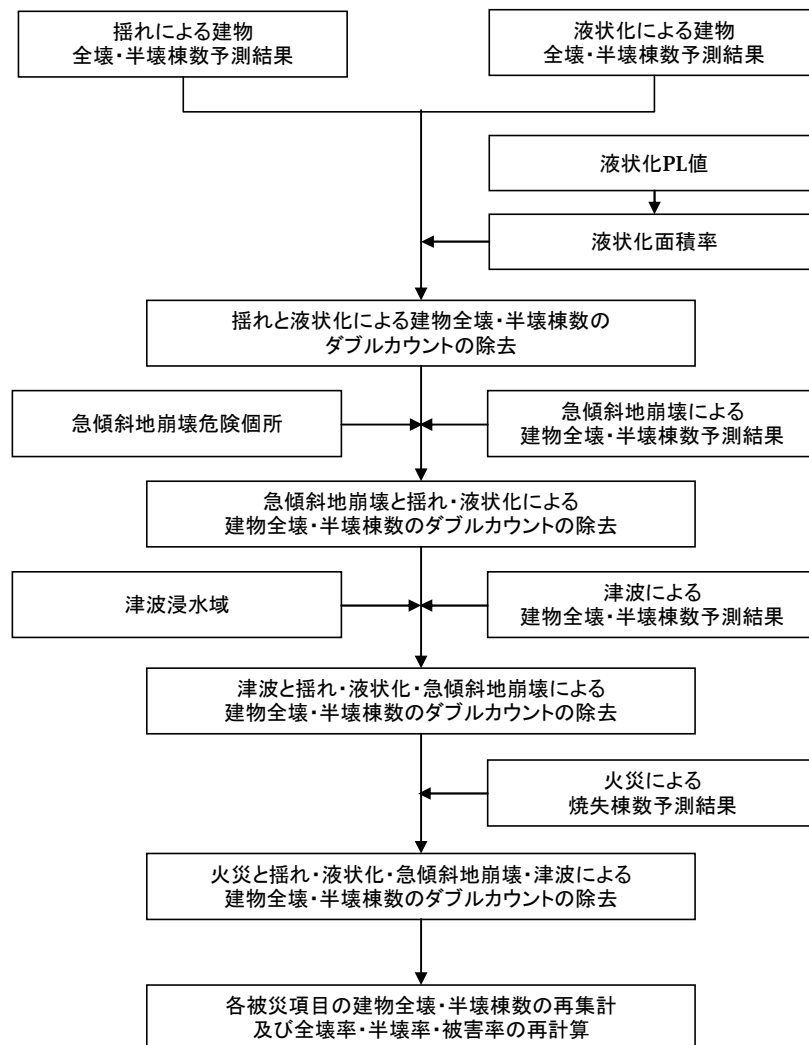 揺れによる建物
全壊・半壊棟数予測結果
液状化による建物
全壊・半壊棟数予測結果
液状化PL値
液状化面積率
揺れと液状化による建物全壊・半壊棟数の
ダブルカウントの除去
急傾斜地崩壊危険個所
急傾斜地崩壊による
建物全壊・半壊棟数予測結果
急傾斜地崩壊と揺れ・液状化による
建物全壊・半壊棟数のダブルカウントの除去
津波浸水域
津波による
建物全壊・半壊棟数予測結果
津波と揺れ・液状化・急傾斜地崩壊による
建物全壊・半壊棟数のダブルカウントの除去
火災による
焼失棟数予測結果
火災と揺れ・液状化・急傾斜地崩壊・津波による
建物全壊・半壊棟数のダブルカウントの除去
各被災項目の建物全壊・半壊棟数の再集計
及び全壊率・半壊率・被害率の再計算